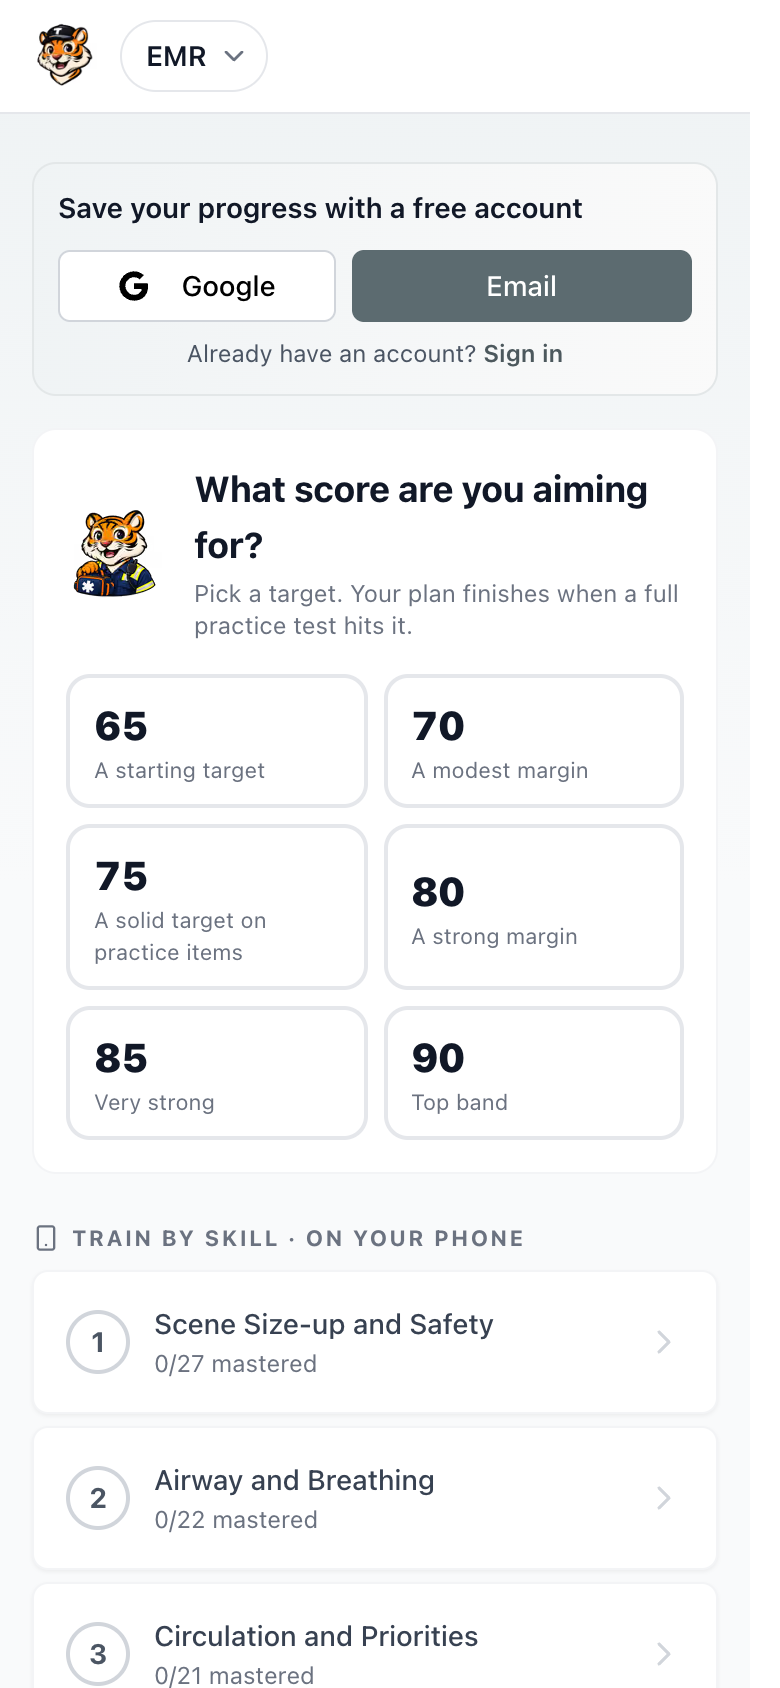 EMR
Save your progress with a free account
Google
Email
Already have an account? Sign in
What score are you aiming
for?
Pick a target. Your plan finishes when a full
practice test hits it.
65
A starting target
70
A modest margin
75
A solid target on
practice items
80
A strong margin
85
Very strong
90
Top band
TRAIN BY SKILL · ON YOUR PHONE
1
Scene Size-up and Safety
0/27 mastered
2
Airway and Breathing
0/22 mastered
3
Circulation and Priorities
0/21 mastered